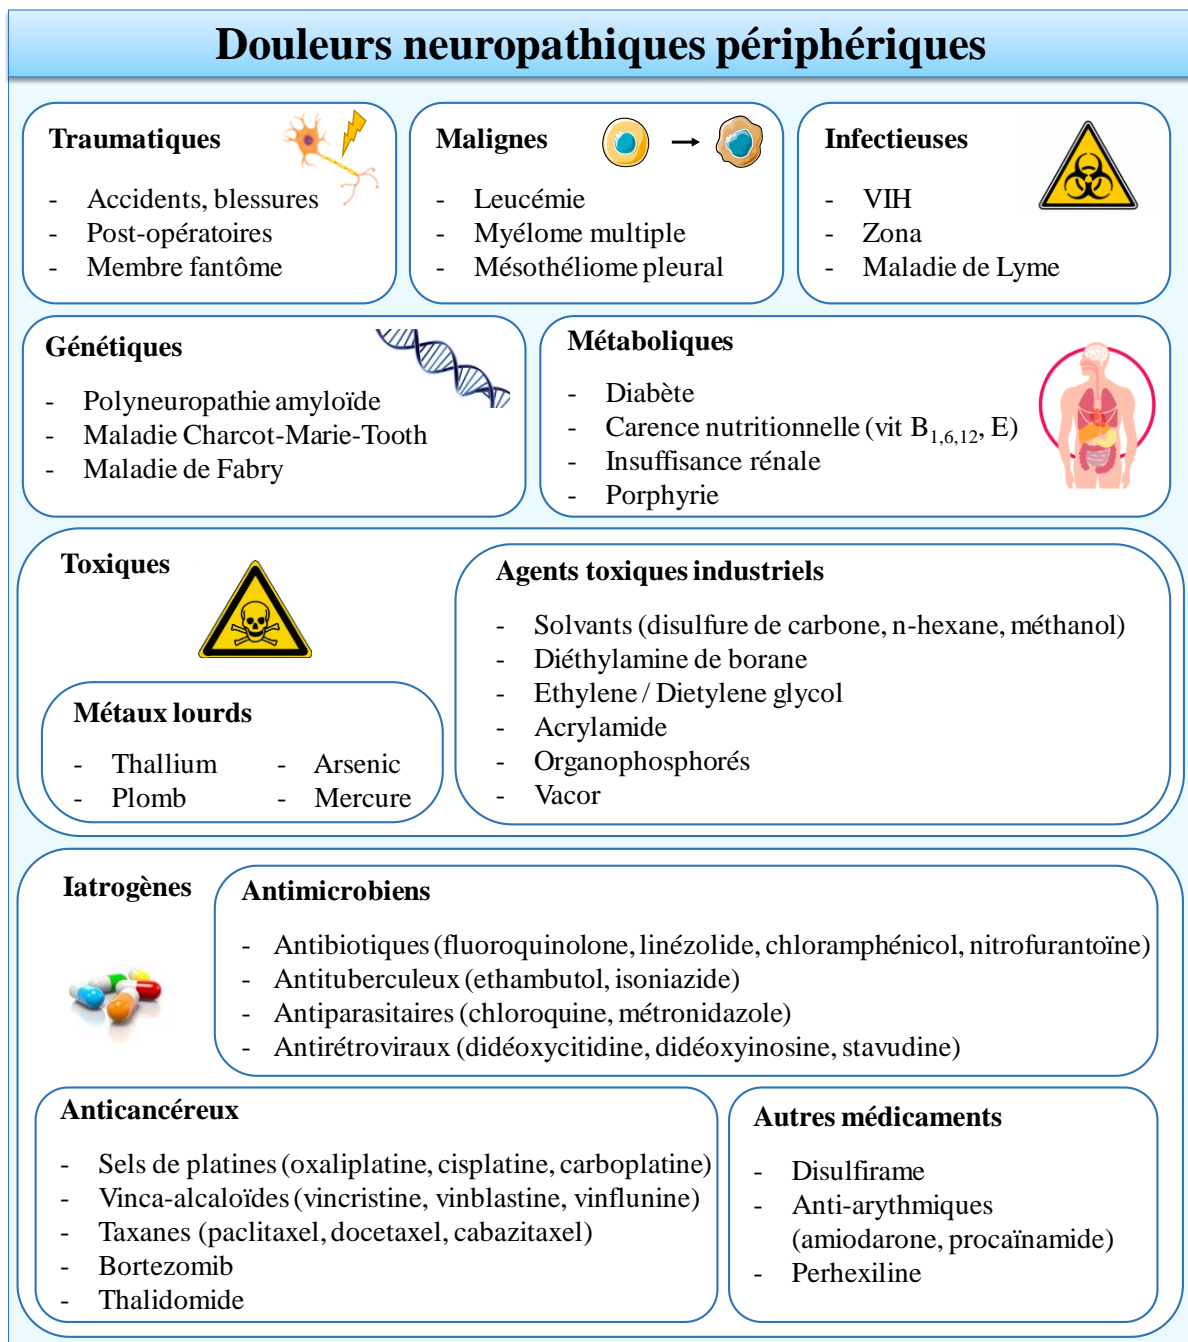 Douleurs neuropathiques périphériques
Traumatiques
- Accidents, blessures
- Post-opératoires
- Membre fantôme
Malignes
- Leucémie
- Myélome multiple
- Mésothéliome pleural
Infectieuses
- VIH
- Zona
- Maladie de Lyme
Génétiques
- Polyneuropathie amyloïde
- Maladie Charcot-Marie-Tooth
- Maladie de Fabry
Métaboliques
- Diabète
- Carence nutritionnelle (vit B1,6,12, E)
- Insuffisance rénale
- Porphyrie
Toxiques
Métaux lourds
- Thallium - Arsenic
- Plomb - Mercure
Agents toxiques industriels
- Solvants (disulfure de carbone, n-hexane, méthanol)
- Diéthylamine de borane
- Ethylene / Dietylene glycol
- Acrylamide
- Organophosphorés
- Vacor
Iatrogènes
Antimicrobiens
- Antibiotiques (fluoroquinolone, linézolide, chloramphénicol, nitrofurantoïne)
- Antituberculeux (ethambutol, isoniazide)
- Antiparasitaires (chloroquine, métronidazole)
- Antirétroviraux (didéoxycitidine, didéoxyinosine, stavudine)
Anticancéreux
- Sels de platines (oxaliplatine, cisplatine, carboplatine)
- Vinca-alcaloïdes (vincristine, vinblastine, vinflunine)
- Taxanes (paclitaxel, docetaxel, cabazitaxel)
- Bortezomib
- Thalidomide
Autres médicaments
- Disulfirame
- Anti-arythmiques
(amiodarone, procaïnamide)
- Perhexiline